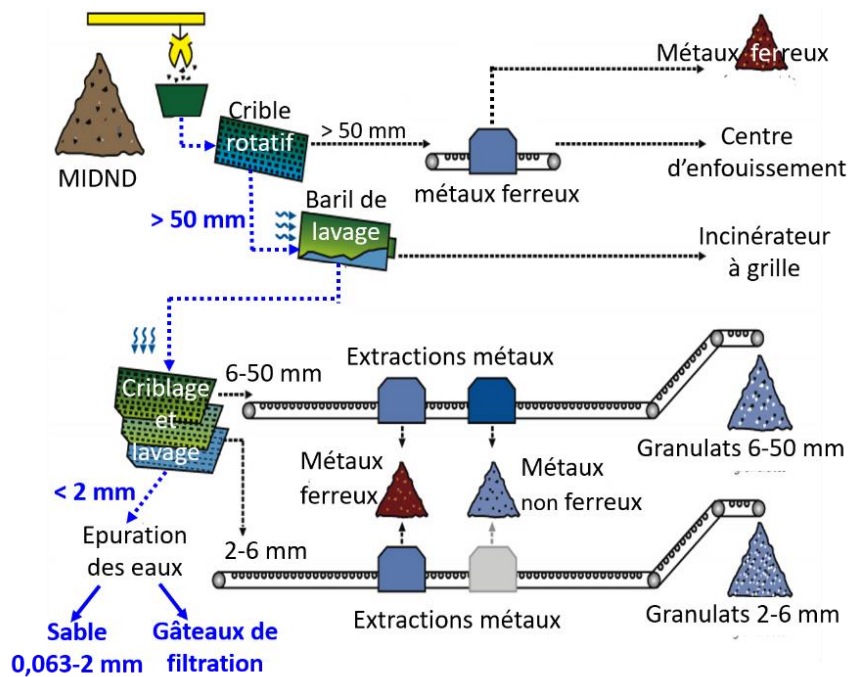 MIDND
Crible
rotatif
> 50 mm
métaux ferreux
Métaux ferreux
Centre
d'enfouissement
> 50 mm
Baril de
lavage
Incinérateur
à grille
Criblage
et
lavage
6-50 mm
Extractions métaux
Granulats 6-50 mm
Métaux
ferreux
Métaux
non ferreux
< 2 mm
2-6 mm
Extractions métaux
Granulats 2-6 mm
Epuration
des eaux
Sable
0,063-2 mm
Gâteaux de
filtration